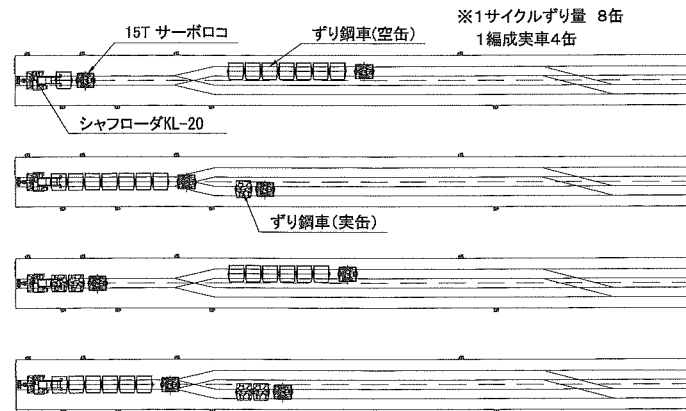 ※1サイクルずり量 8缶
1編成実車4缶
15T サーボロコ
ずり鋼車(空缶)
シャフローダKL-20
ずり鋼車(実缶)